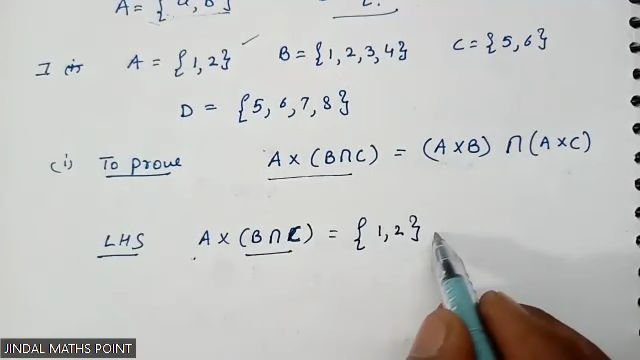 A = { a, b }
I is A = {1,2} B = {1,2,3,4} C = {5,6}
D = {5,6,7,8}
(i) To prove A × (B∩C) = (A×B) ∩ (A×C)
LHS A × (B∩C) = {1,2}
JINDAL MATHS POINT